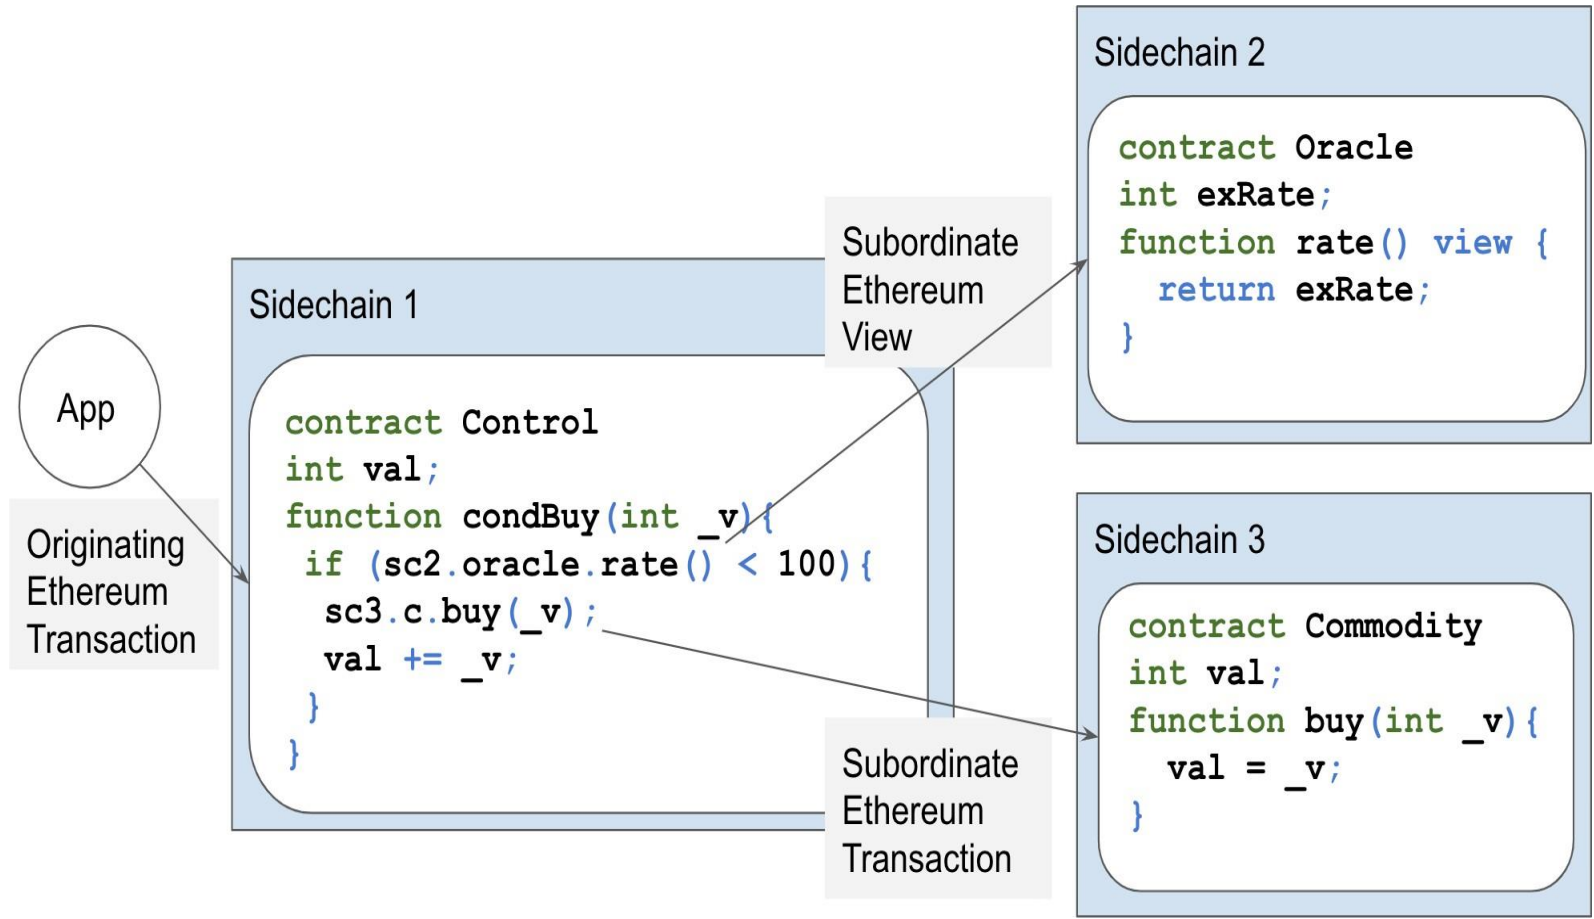 App
Originating
Ethereum
Transaction
Sidechain 1
contract Control
int val;
function condBuy(int _v){
if (sc2.oracle.rate() < 100){
sc3.c.buy(_v);
val += _v;
}
}
Subordinate
Ethereum
View
Sidechain 2
contract Oracle
int exRate;
function rate() view {
return exRate;
}
Subordinate
Ethereum
Transaction
Sidechain 3
contract Commodity
int val;
function buy(int _v){
val = _v;
}